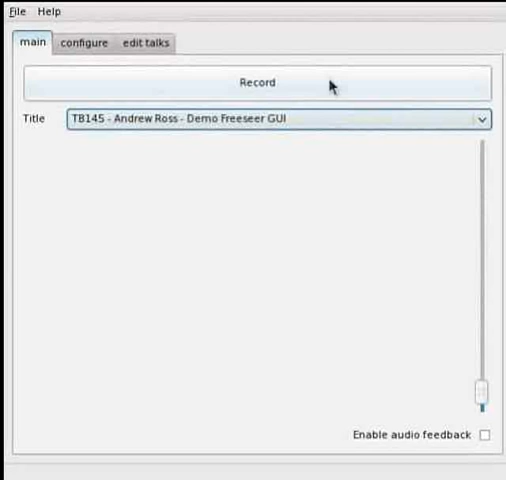 File Help
main configure edit talks
Record
Title TB145 - Andrew Ross - Demo Freeseer GUI
Enable audio feedback